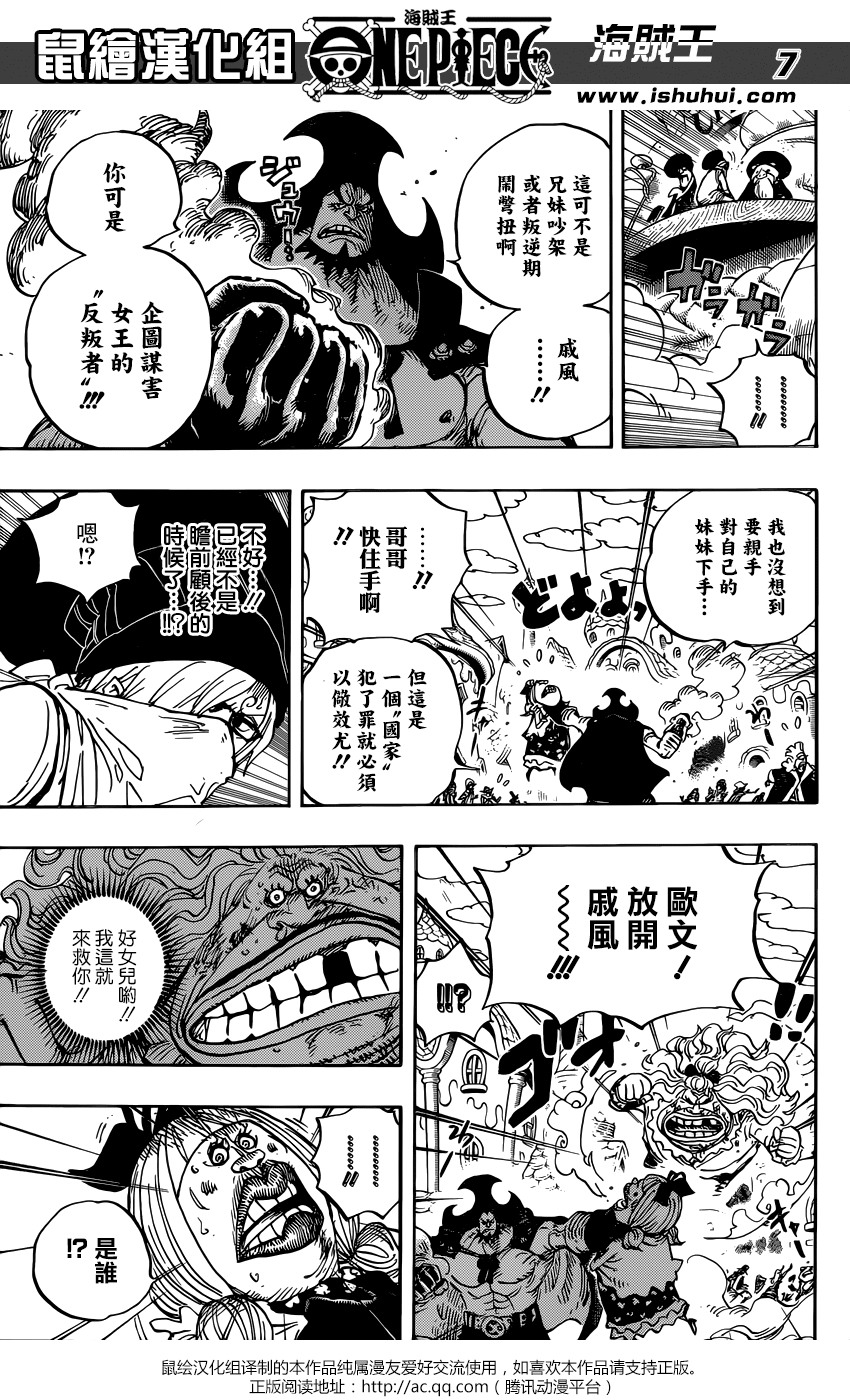 鼠繪漢化組
海賊王
ONE PIECE
海賊王
7
www.ishuhui.com
ガラ
ガラ
…………!!
這可不是
兄妹吵架
或者叛逆期
鬧彆扭啊
戚風
……!!
ジュウゥ…
你可是
企圖謀害
女王的
“反叛者”!!!
我也沒想到
要親手
對自己的
妹妹下手…
どよよっ
……!!
哥哥
快住手啊
!!
但這是
一個“國家”
犯了罪就必須
以儆效尤!!
不好…!!
已經不是
瞻前顧後的
時候了…!!?
嗯!?
歐文!
放開
戚風
~~~!!!
!!?
ズオッ
好女兒喲!!
我這就
來救你!!
…………!!
是誰
!?
鼠绘汉化组译制的本作品纯属漫友爱好交流使用，如喜欢本作品请支持正版。
正版阅读地址：http://ac.qq.com（腾讯动漫平台）